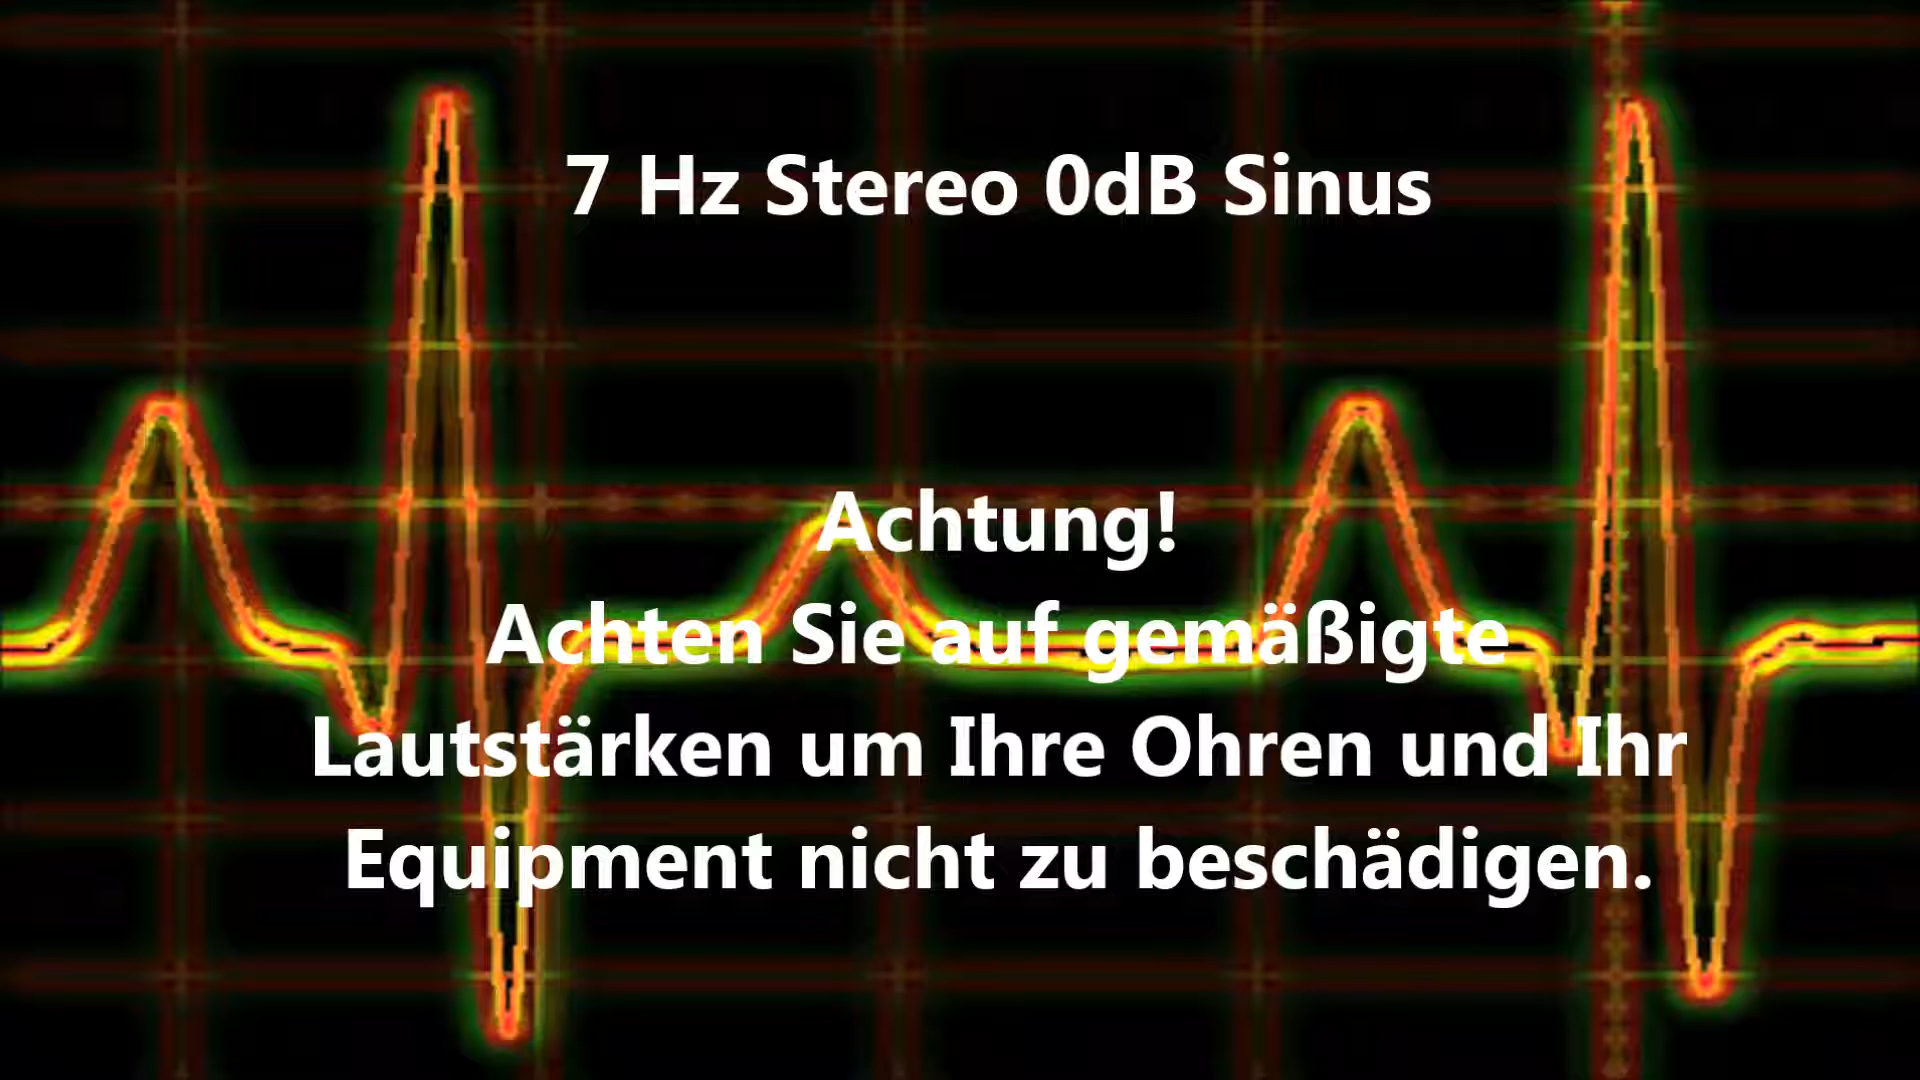 7 Hz Stereo 0dB Sinus
Achtung!
Achten Sie auf gemäßigte
Lautstärken um Ihre Ohren und Ihr
Equipment nicht zu beschädigen.